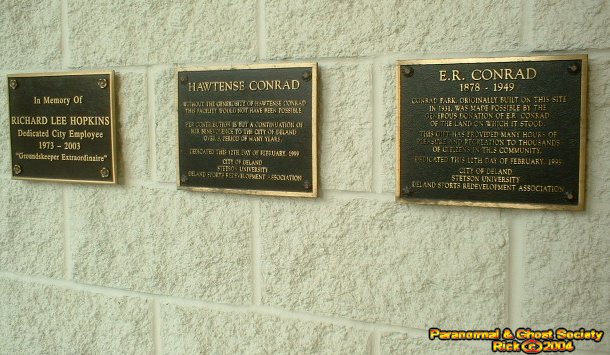 In Memory Of
RICHARD LEE HOPKINS
Dedicated City Employee
1973 - 2003
"Groundskeeper Extraordinaire"
HAWTENSE CONRAD
WITHOUT THE GENEROSITY OF HAWTENSE CONRAD
THIS FACILITY WOULD NOT HAVE BEEN POSSIBLE.
HER CONTRIBUTION IS BUT A CONTINUATION OF
HER BENEVOLENCE TO THE CITY OF DELAND
OVER A PERIOD OF MANY YEARS.
DEDICATED THIS 12TH DAY OF FEBRUARY, 1999
CITY OF DELAND
STETSON UNIVERSITY
DELAND SPORTS REDEVELOPMENT ASSOCIATION
E.R. CONRAD
1878 - 1949
CONRAD PARK, ORIGINALLY BUILT ON THIS SITE
IN 1931, WAS MADE POSSIBLE BY THE
GENEROUS DONATION OF E.R. CONRAD
OF THE LAND ON WHICH IT STOOD.
THIS GIFT HAS PROVIDED MANY HOURS OF
PLEASURE AND RECREATION TO THOUSANDS
OF CITIZENS IN THIS COMMUNITY.
DEDICATED THIS 12TH DAY OF FEBRUARY, 1999
CITY OF DELAND
STETSON UNIVERSITY
DELAND SPORTS REDEVELOPMENT ASSOCIATION
Paranormal & Ghost Society
Rick (c) 2004